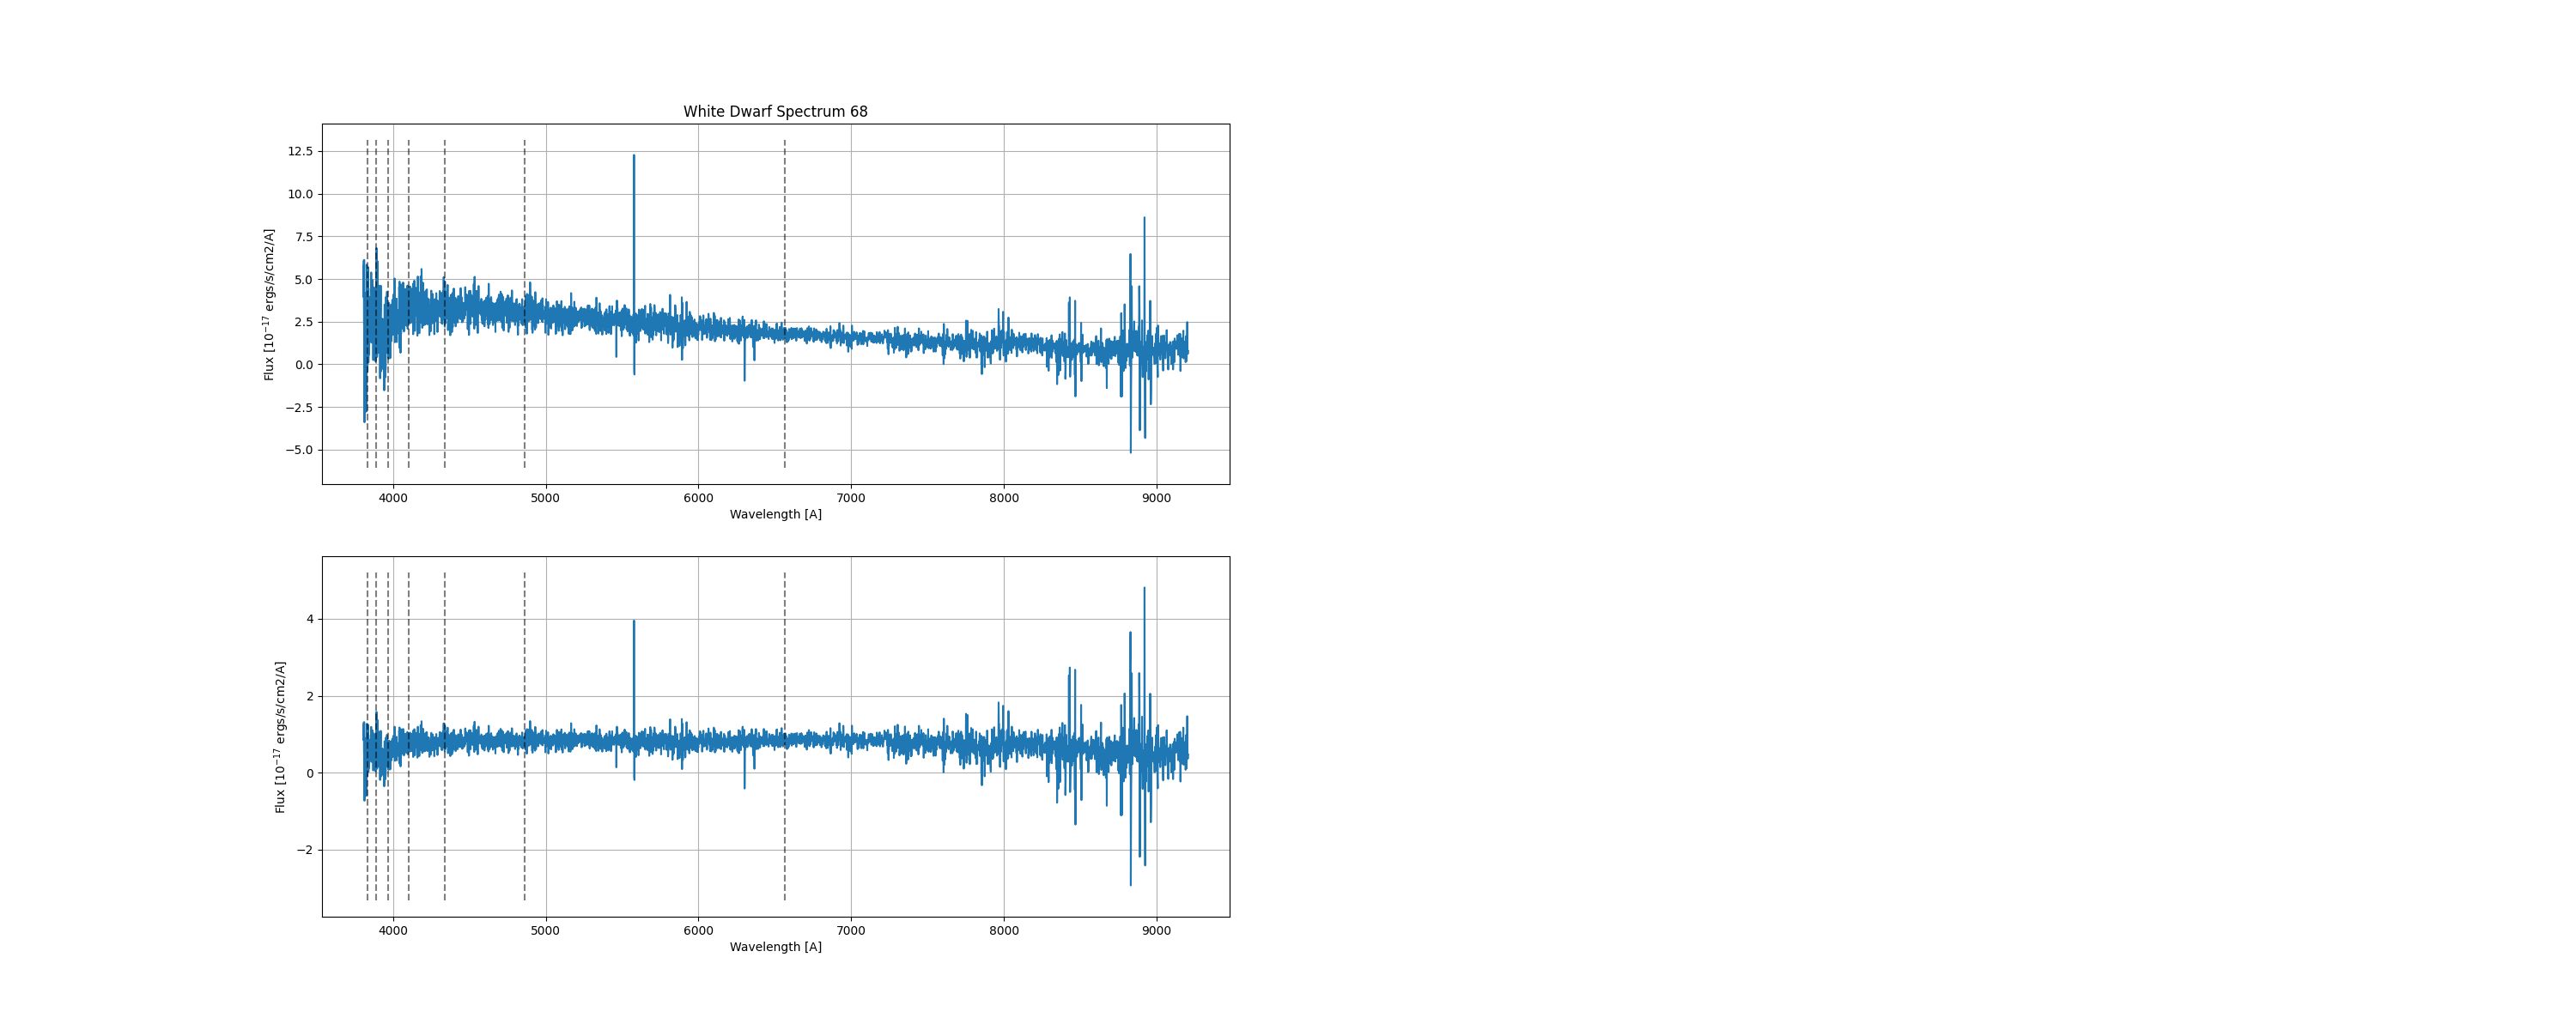 White Dwarf Spectrum 68
12.5
10.0
7.5
5.0
2.5
0.0
−2.5
−5.0
Flux [10⁻¹⁷ ergs/s/cm2/A]
4000 5000 6000 7000 8000 9000
Wavelength [A]
4
2
0
−2
Flux [10⁻¹⁷ ergs/s/cm2/A]
4000 5000 6000 7000 8000 9000
Wavelength [A]